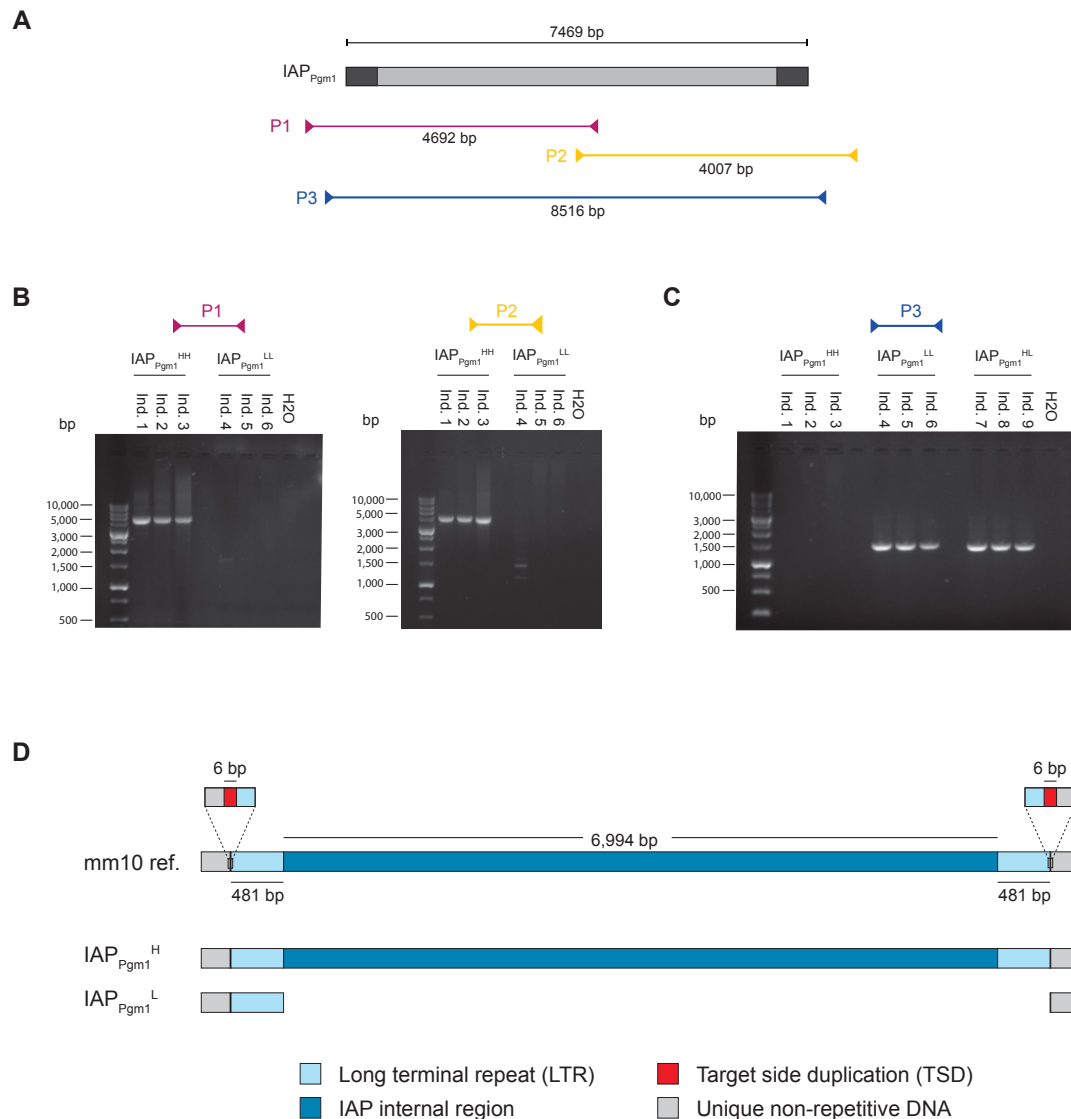 A
7469 bp
IAPPgm1
P1
4692 bp
P2
4007 bp
P3
8516 bp
B
P1
IAPPgm1HH IAPPgm1LL
Ind. 1 Ind. 2 Ind. 3 Ind. 4 Ind. 5 Ind. 6 H2O
bp
10,000
5,000
3,000
2,000
1,500
1,000
500
P2
IAPPgm1HH IAPPgm1LL
Ind. 1 Ind. 2 Ind. 3 Ind. 4 Ind. 5 Ind. 6 H2O
bp
10,000
5,000
3,000
2,000
1,500
1,000
500
C
P3
IAPPgm1HH IAPPgm1LL IAPPgm1HL
Ind. 1 Ind. 2 Ind. 3 Ind. 4 Ind. 5 Ind. 6 Ind. 7 Ind. 8 Ind. 9 H2O
bp
10,000
3,000
2,000
1,500
1,000
500
D
6 bp 6 bp
6,994 bp
mm10 ref.
481 bp 481 bp
IAPPgm1H
IAPPgm1L
Long terminal repeat (LTR) Target side duplication (TSD)
IAP internal region Unique non-repetitive DNA